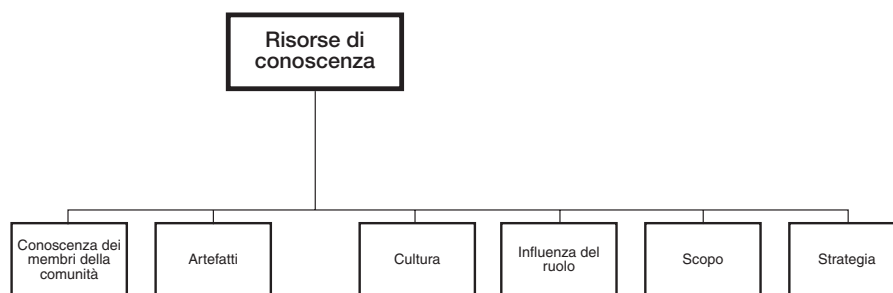 Risorse di
conoscenza
Conoscenza dei
membri della
comunità
Artefatti
Cultura
Influenza del
ruolo
Scopo
Strategia